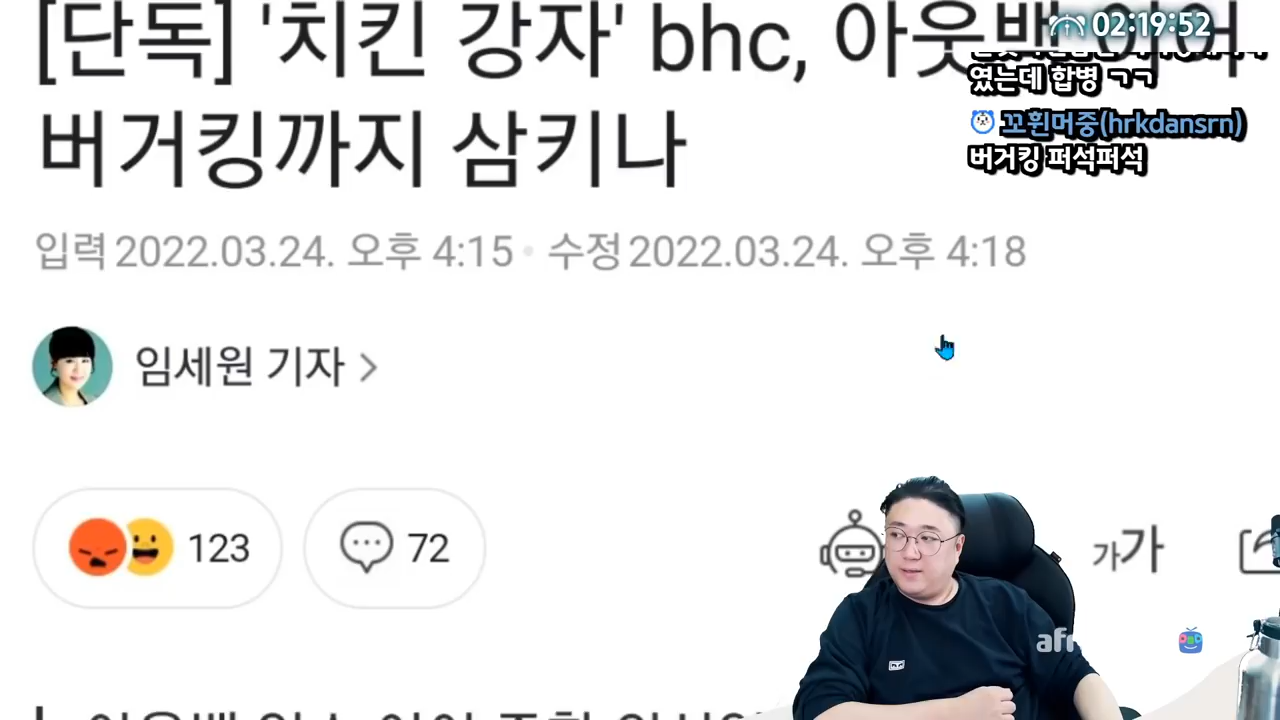 [단독] '치킨 강자' bhc, 아웃백 이어
버거킹까지 삼키나
02:19:52
였는데 합병 ㄱㄱ
꼬휜머중(hrkdansrn)
버거킹 퍼석퍼석
입력 2022.03.24. 오후 4:15 · 수정 2022.03.24. 오후 4:18
임세원 기자 >
123
72
가가
afr